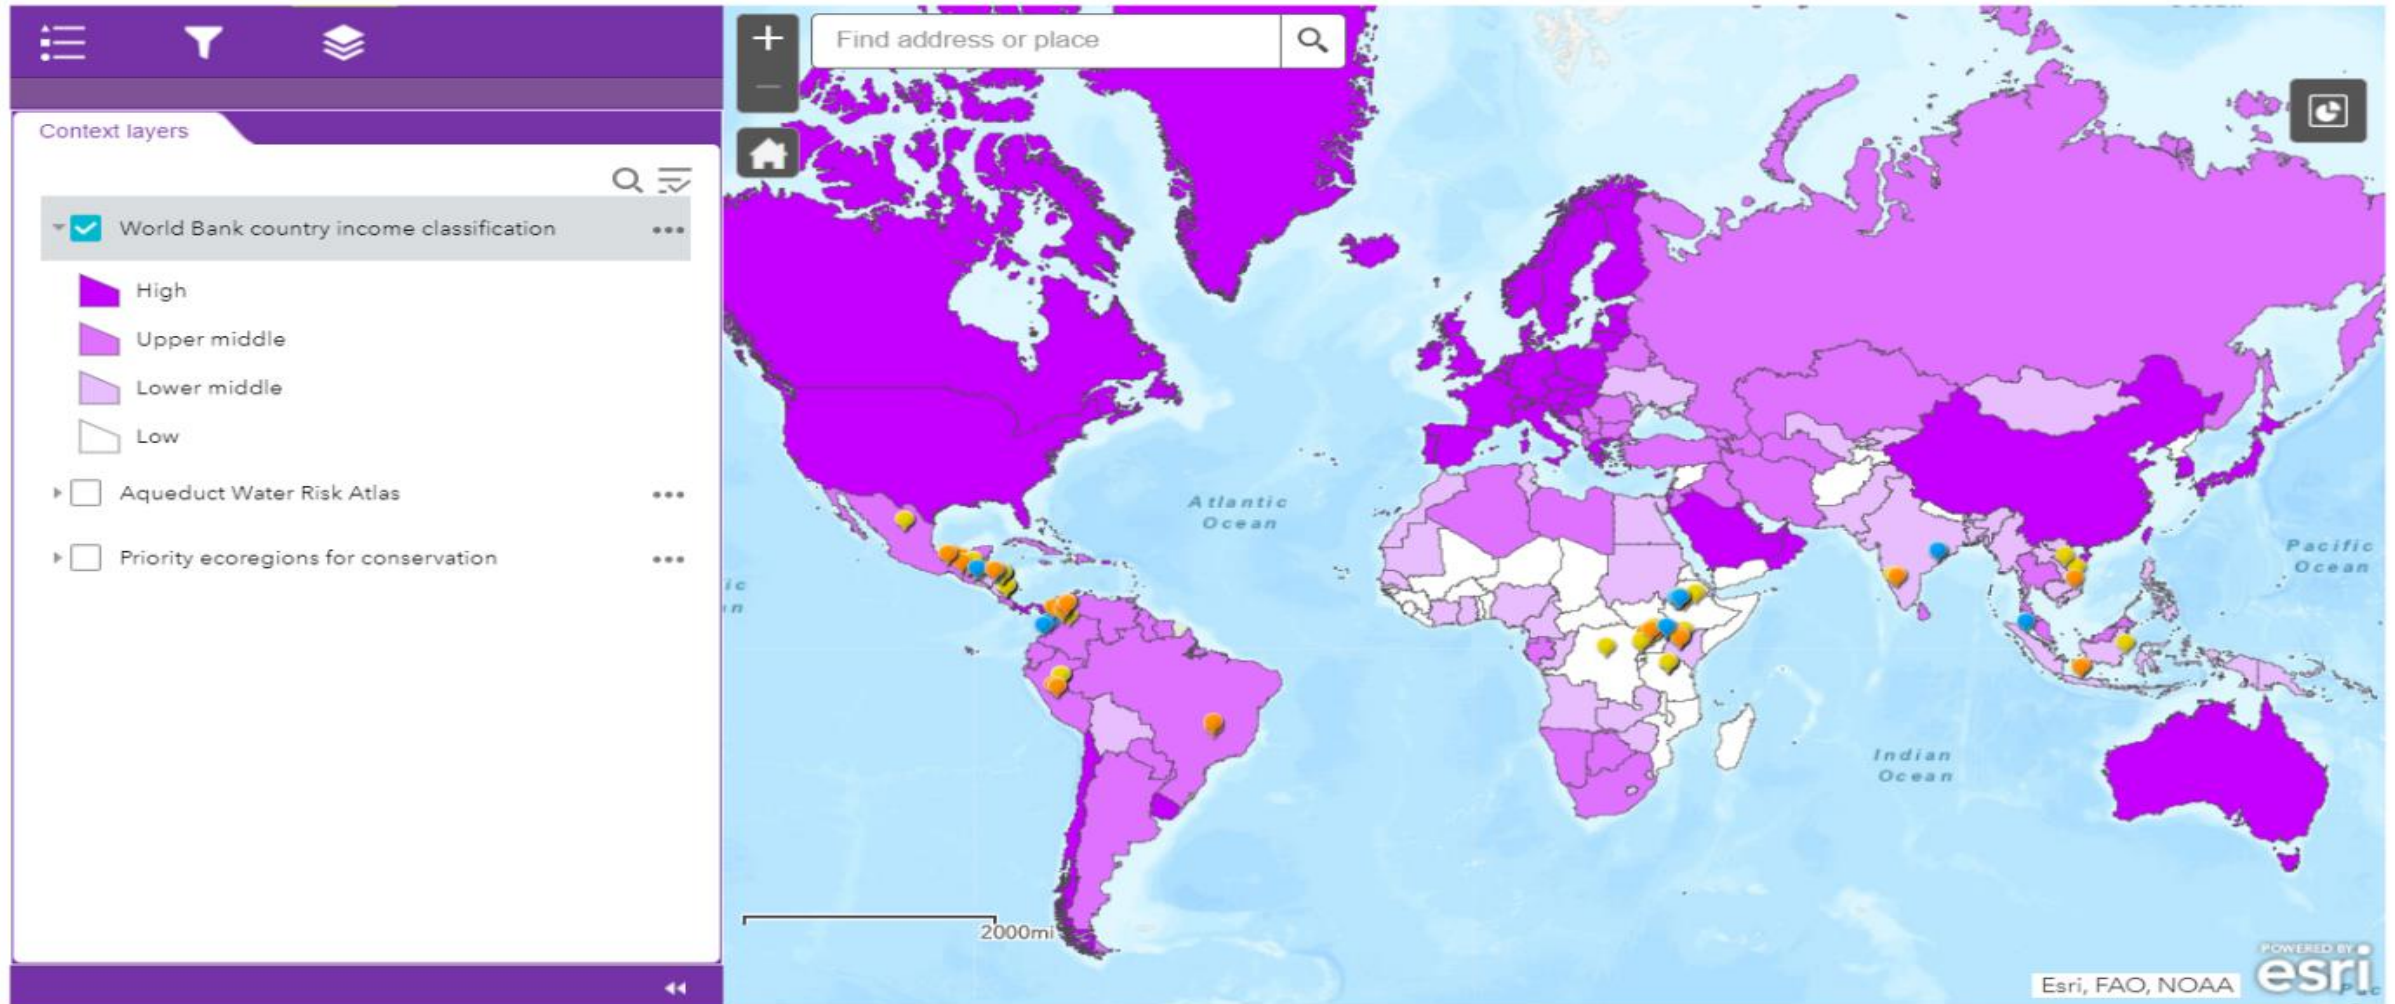 Context layers
World Bank country income classification
High
Upper middle
Lower middle
Low
Aqueduct Water Risk Atlas
Priority ecoregions for conservation
Find address or place
Atlantic
Ocean
Pacific
Ocean
ic
n
Indian
Ocean
2000mi
POWERED BY
esri
Esri, FAO, NOAA